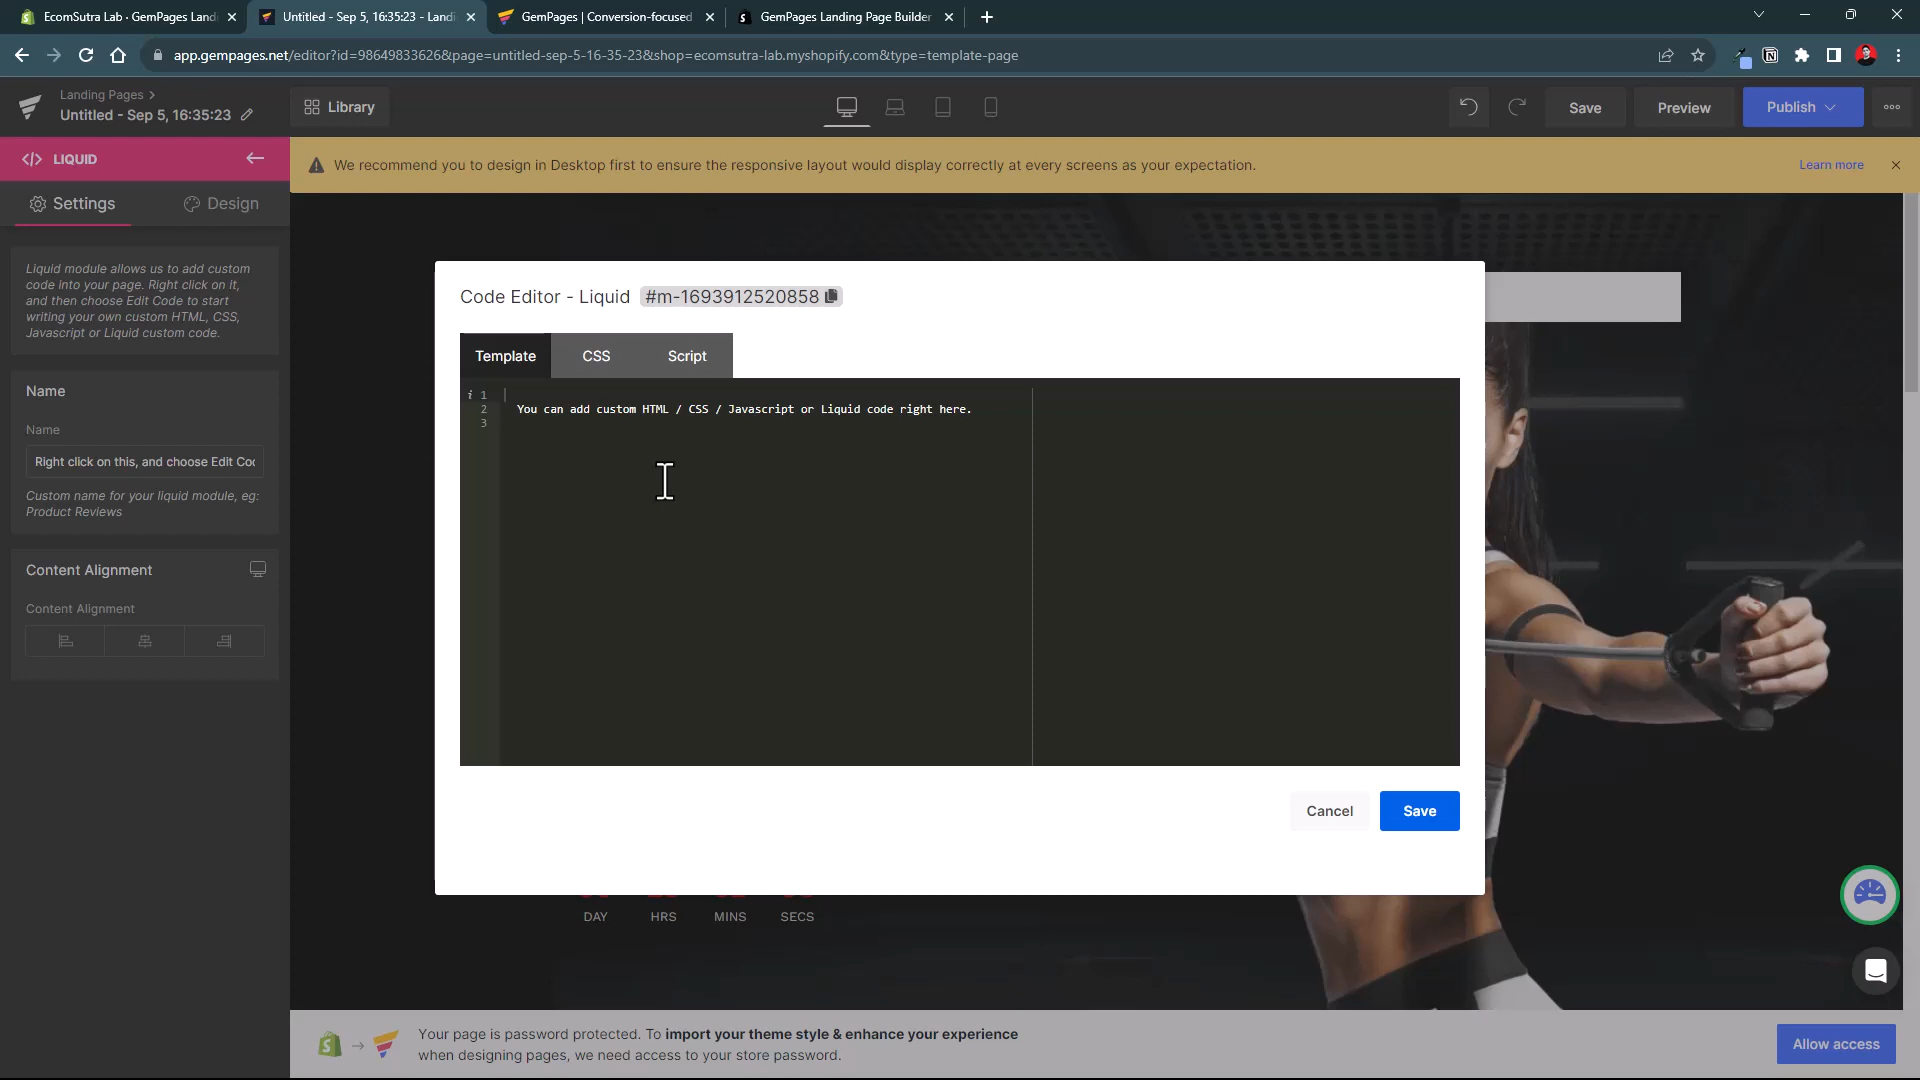 EcomSutra Lab · GemPages Landi
Untitled - Sep 5, 16:35:23 - Landi
GemPages | Conversion-focused
GemPages Landing Page Builder
app.gempages.net/editor?id=98649833626&page=untitled-sep-5-16-35-23&shop=ecomsutra-lab.myshopify.com&type=template-page
Landing Pages
Untitled - Sep 5, 16:35:23
Library
Save
Preview
Publish
LIQUID
We recommend you to design in Desktop first to ensure the responsive layout would display correctly at every screens as your expectation.
Learn more
Settings
Design
Liquid module allows us to add custom
code into your page. Right click on it,
and then choose Edit Code to start
writing your own custom HTML, CSS,
Javascript or Liquid custom code.
Name
Name
Right click on this, and choose Edit Co
Custom name for your liquid module, eg:
Product Reviews
Content Alignment
Content Alignment
Code Editor - Liquid #m-1693912520858
Template
CSS
Script
i 1
2 You can add custom HTML / CSS / Javascript or Liquid code right here.
3
Cancel
Save
DAY
HRS
MINS
SECS
Your page is password protected. To import your theme style & enhance your experience
when designing pages, we need access to your store password.
Allow access